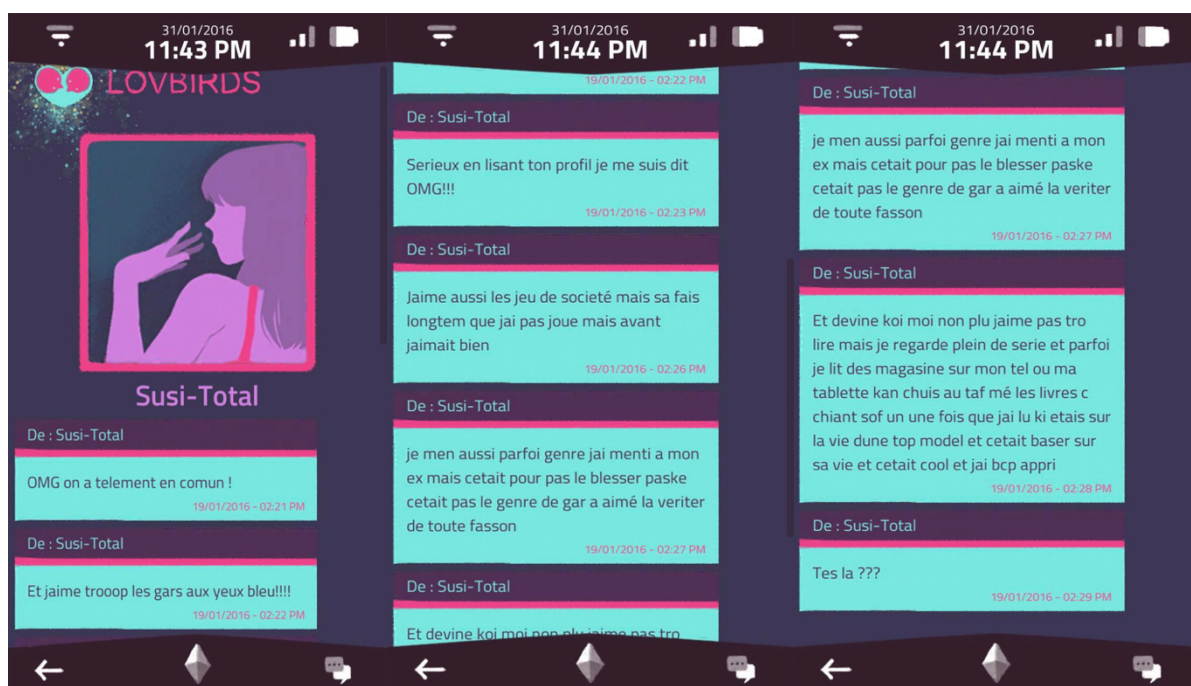 31/01/2016
11:43 PM
LOVBIRDS
Susi-Total
De : Susi-Total
OMG on a telement en comun !
19/01/2016 - 02:21 PM
De : Susi-Total
Et jaime trooop les gars aux yeux bleu!!!!
19/01/2016 - 02:22 PM
31/01/2016
11:44 PM
19/01/2016 - 02:22 PM
De : Susi-Total
Serieux en lisant ton profil je me suis dit
OMG!!!
19/01/2016 - 02:23 PM
De : Susi-Total
Jaime aussi les jeu de societé mais sa fais
longtem que jai pas joue mais avant
jaimait bien
19/01/2016 - 02:26 PM
De : Susi-Total
je men aussi parfoi genre jai menti a mon
ex mais cetait pour pas le blesser paske
cetait pas le genre de gar a aimé la veriter
de toute fasson
19/01/2016 - 02:27 PM
De : Susi-Total
Et devine koi moi non plu jaime pas tro
31/01/2016
11:44 PM
De : Susi-Total
je men aussi parfoi genre jai menti a mon
ex mais cetait pour pas le blesser paske
cetait pas le genre de gar a aimé la veriter
de toute fasson
19/01/2016 - 02:27 PM
De : Susi-Total
Et devine koi moi non plu jaime pas tro
lire mais je regarde plein de serie et parfoi
je lit des magasine sur mon tel ou ma
tablette kan chuis au taf mé les livres c
chiant sof un une fois que jai lu ki etais sur
la vie dune top model et cetait baser sur
sa vie et cetait cool et jai bcp appri
19/01/2016 - 02:28 PM
De : Susi-Total
Tes la ???
19/01/2016 - 02:29 PM